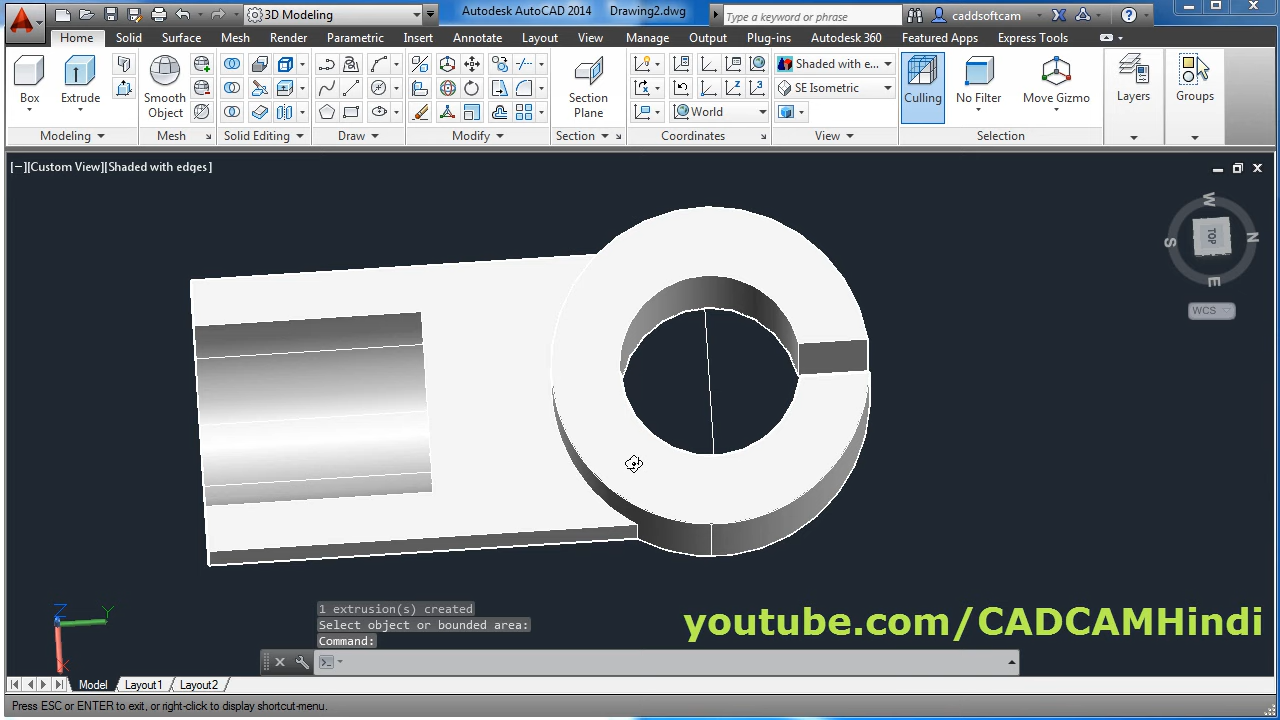 Autodesk AutoCAD 2014 Drawing2.dwg
3D Modeling
Type a keyword or phrase
caddsoftcam
Home Solid Surface Mesh Render Parametric Insert Annotate Layout View Manage Output Plug-ins Autodesk 360 Featured Apps Express Tools
Box
Extrude
Smooth Object
Section Plane
World
Shaded with e...
SE Isometric
Culling
No Filter
Move Gizmo
Layers
Groups
Modeling
Mesh
Solid Editing
Draw
Modify
Section
Coordinates
View
Selection
[−][Custom View][Shaded with edges]
W
S
TOP
N
E
WCS
Z
Y
X
1 extrusion(s) created
Select object or bounded area:
Command:
youtube.com/CADCAMHindi
Model Layout1 Layout2
Press ESC or ENTER to exit, or right-click to display shortcut-menu.